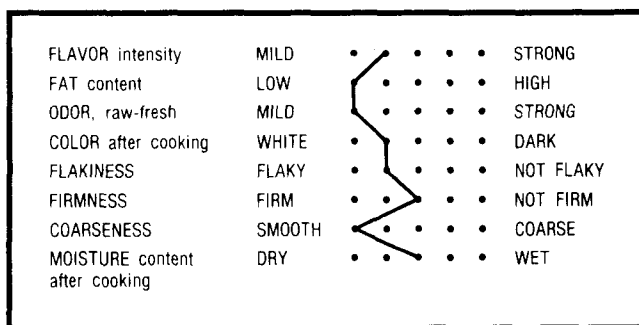 FLAVOR intensity MILD STRONG
FAT content LOW HIGH
ODOR, raw-fresh MILD STRONG
COLOR after cooking WHITE DARK
FLAKINESS FLAKY NOT FLAKY
FIRMNESS FIRM NOT FIRM
COARSENESS SMOOTH COARSE
MOISTURE content DRY WET
after cooking